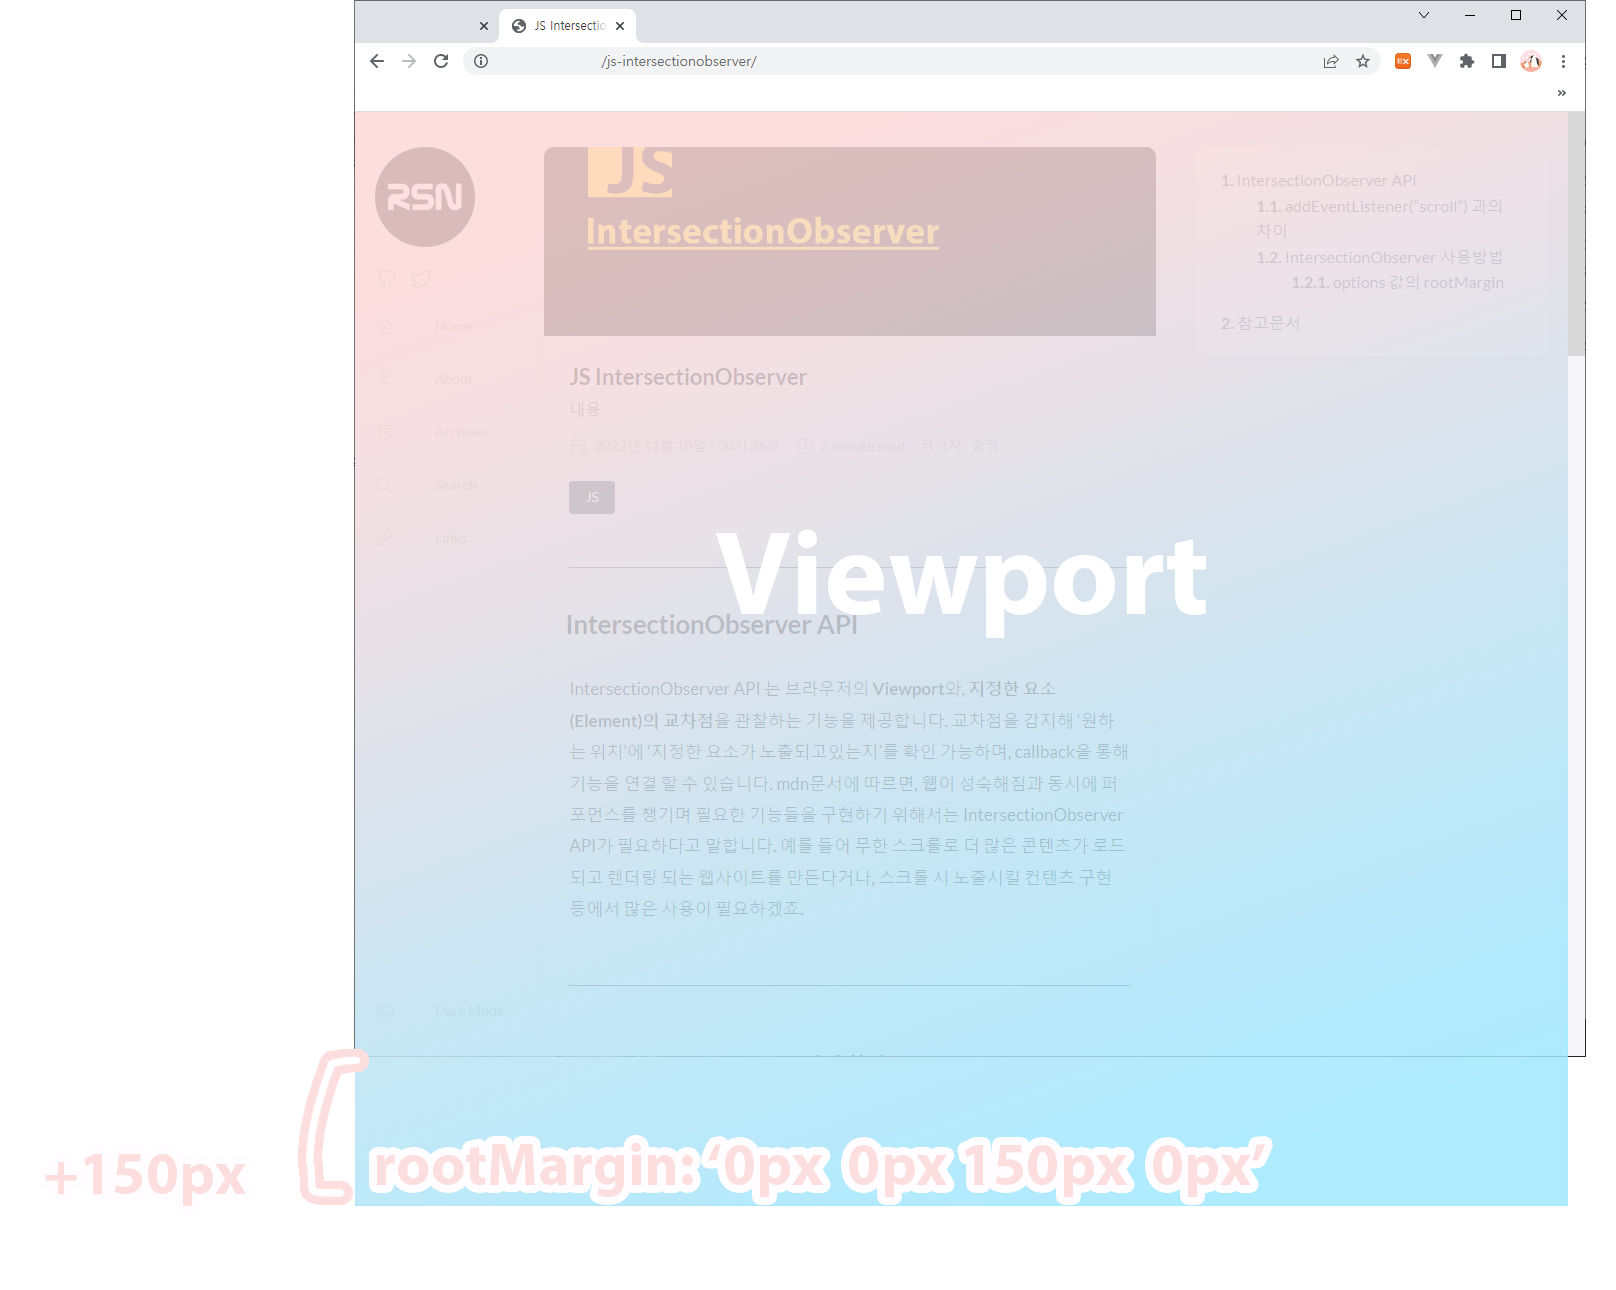 JS Intersectio
/js-intersectionobserver/
EX
»
RSN
Home
About
Archives
Search
Links
Dark Mode
JS
IntersectionObserver
JS IntersectionObserver
내용
2022년 11월 10일 / 00시 26분 2 minute read 작성자 : 송정
JS
Viewport
IntersectionObserver API
IntersectionObserver API 는 브라우저의 Viewport와, 지정한 요소
(Element)의 교차점을 관찰하는 기능을 제공합니다. 교차점을 감지해 ‘원하
는 위치’에 ‘지정한 요소가 노출되고있는지’를 확인 가능하며, callback을 통해
기능을 연결 할 수 있습니다. mdn문서에 따르면, 웹이 성숙해짐과 동시에 퍼
포먼스를 챙기며 필요한 기능들을 구현하기 위해서는 IntersectionObserver
API가 필요하다고 말합니다. 예를 들어 무한 스크롤로 더 많은 콘텐츠가 로드
되고 렌더링 되는 웹사이트를 만든다거나, 스크롤 시 노출시킬 컨텐츠 구현
등에서 많은 사용이 필요하겠죠.
1. IntersectionObserver API
1.1. addEventListener(“scroll”) 과의
차이
1.2. IntersectionObserver 사용방법
1.2.1. options 값의 rootMargin
2. 참고문서
+150px
rootMargin: ‘0px 0px 150px 0px’